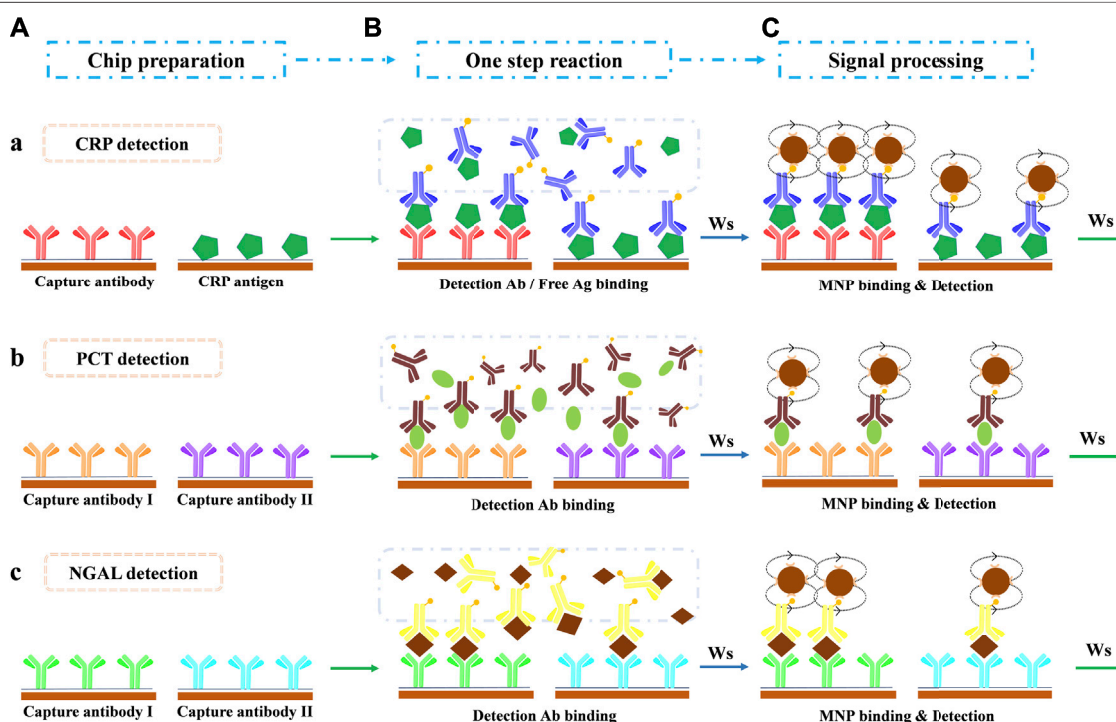 A B C
Chip preparation One step reaction Signal processing
a CRP detection
Ws Ws
Capture antibody CRP antigen Detection Ab / Free Ag binding MNP binding & Detection
b PCT detection
Ws Ws
Capture antibody I Capture antibody II Detection Ab binding MNP binding & Detection
c NGAL detection
Ws Ws
Capture antibody I Capture antibody II Detection Ab binding MNP binding & Detection